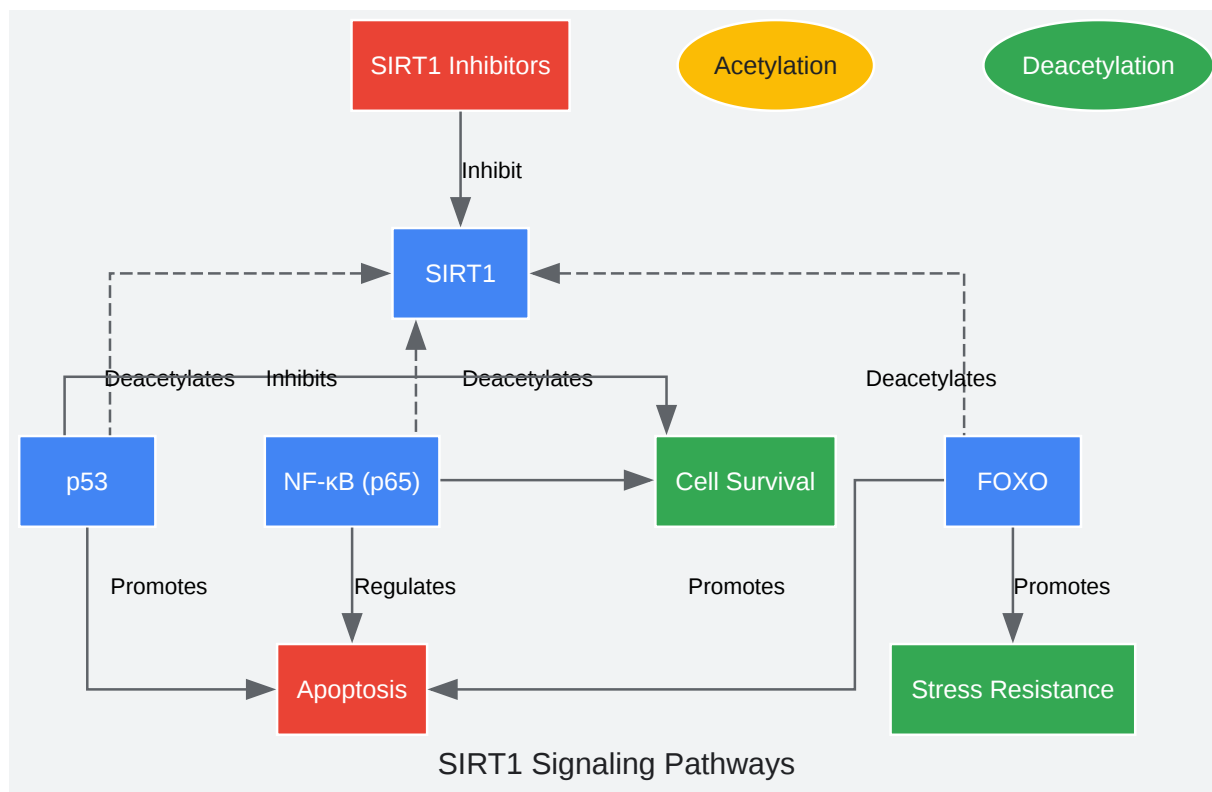 SIRT1 Inhibitors
Acetylation
Deacetylation
Inhibit
SIRT1
Deacetylates
Inhibits
Deacetylates
Deacetylates
p53
NF-κB (p65)
Cell Survival
FOXO
Promotes
Regulates
Promotes
Promotes
Apoptosis
Stress Resistance
SIRT1 Signaling Pathways